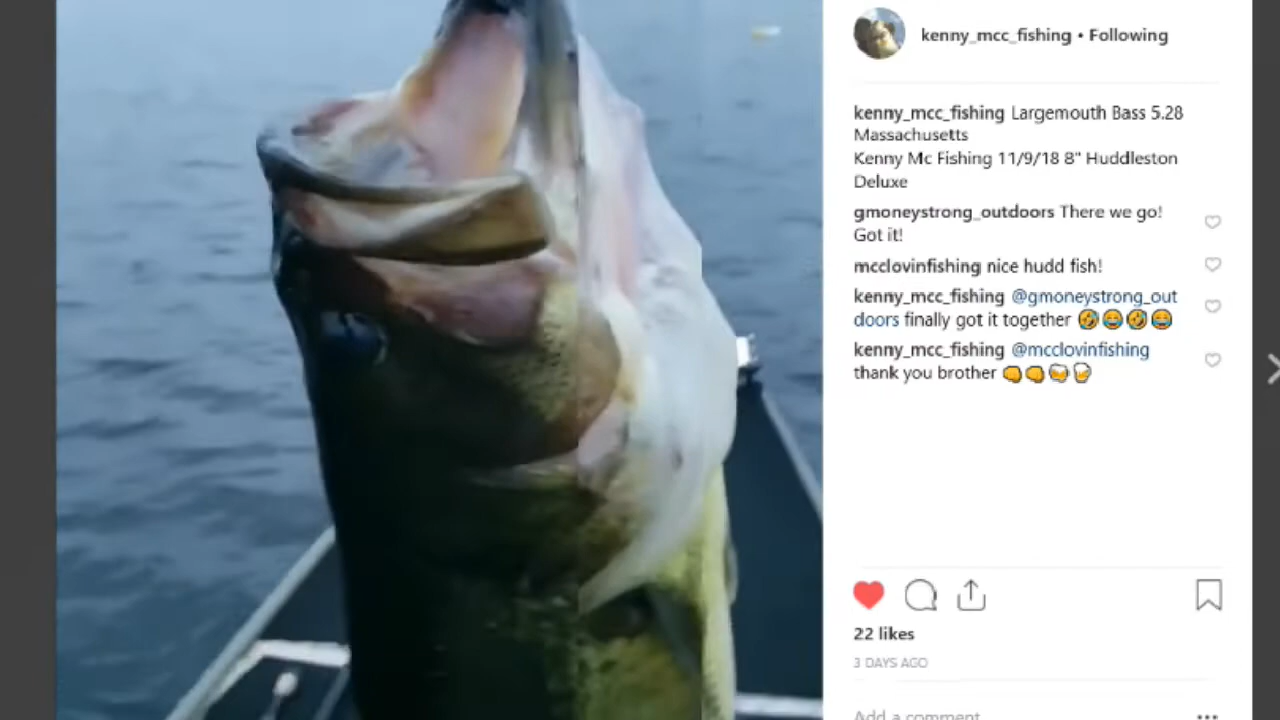 kenny_mcc_fishing • Following
kenny_mcc_fishing Largemouth Bass 5.28
Massachusetts
Kenny Mc Fishing 11/9/18 8" Huddleston
Deluxe
gmoneystrong_outdoors There we go!
Got it!
mcclovinfishing nice hudd fish!
kenny_mcc_fishing @gmoneystrong_out
doors finally got it together 🤣😂🤣😂
kenny_mcc_fishing @mcclovinfishing
thank you brother 👊👊🍻🍺
22 likes
3 DAYS AGO
Add a comment